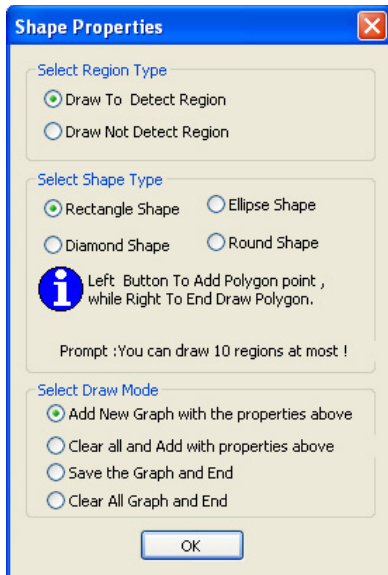 Shape Properties
Select Region Type
Draw To Detect Region
Draw Not Detect Region
Select Shape Type
Rectangle Shape
Ellipse Shape
Diamond Shape
Round Shape
Left Button To Add Polygon point ,
while Right To End Draw Polygon.
Prompt :You can draw 10 regions at most !
Select Draw Mode
Add New Graph with the properties above
Clear all and Add with properties above
Save the Graph and End
Clear All Graph and End
OK